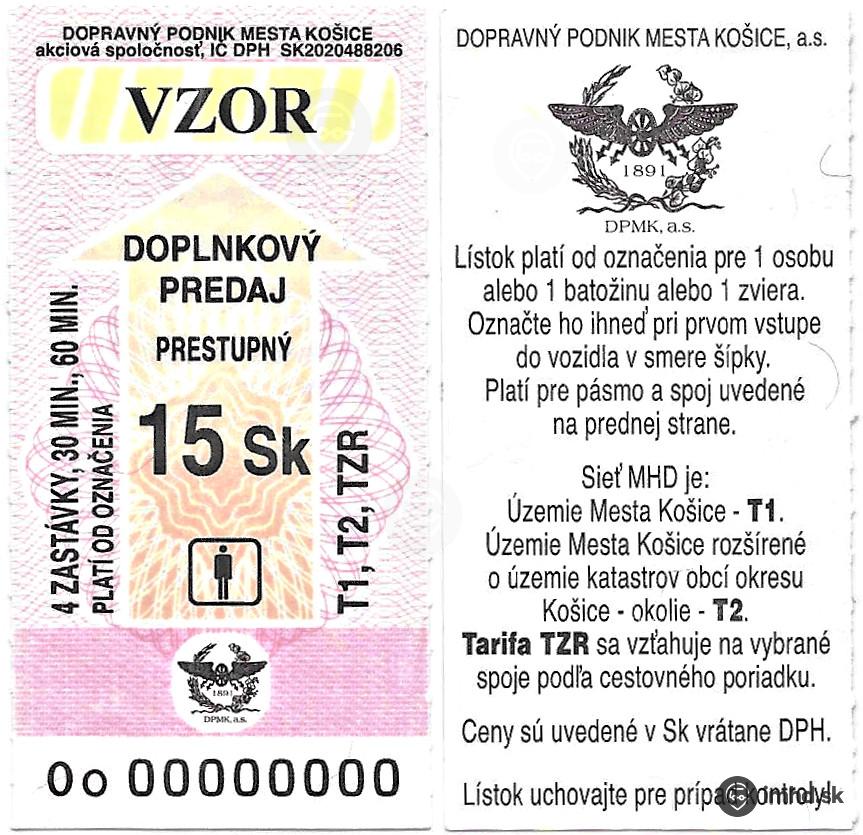 DOPRAVNÝ PODNIK MESTA KOŠICE
akciová spoločnosť, IČ DPH SK2020488206
VZOR
DOPLNKOVÝ
PREDAJ
PRESTUPNÝ
15 Sk
4 ZASTÁVKY, 30 MIN., 60 MIN.
PLATÍ OD OZNAČENIA
T1, T2, TZR
1891
DPMK, a.s.
Oo 00000000
DOPRAVNÝ PODNIK MESTA KOŠICE, a.s.
1891
DPMK, a.s.
Lístok platí od označenia pre 1 osobu
alebo 1 batožinu alebo 1 zviera.
Označte ho ihneď pri prvom vstupe
do vozidla v smere šípky.
Platí pre pásmo a spoj uvedené
na prednej strane.
Sieť MHD je:
Územie Mesta Košice - T1.
Územie Mesta Košice rozšírené
o územie katastrov obcí okresu
Košice - okolie - T2.
Tarifa TZR sa vzťahuje na vybrané
spoje podľa cestovného poriadku.
Ceny sú uvedené v Sk vrátane DPH.
Lístok uchovajte pre prípad kontroly.
imhd.sk